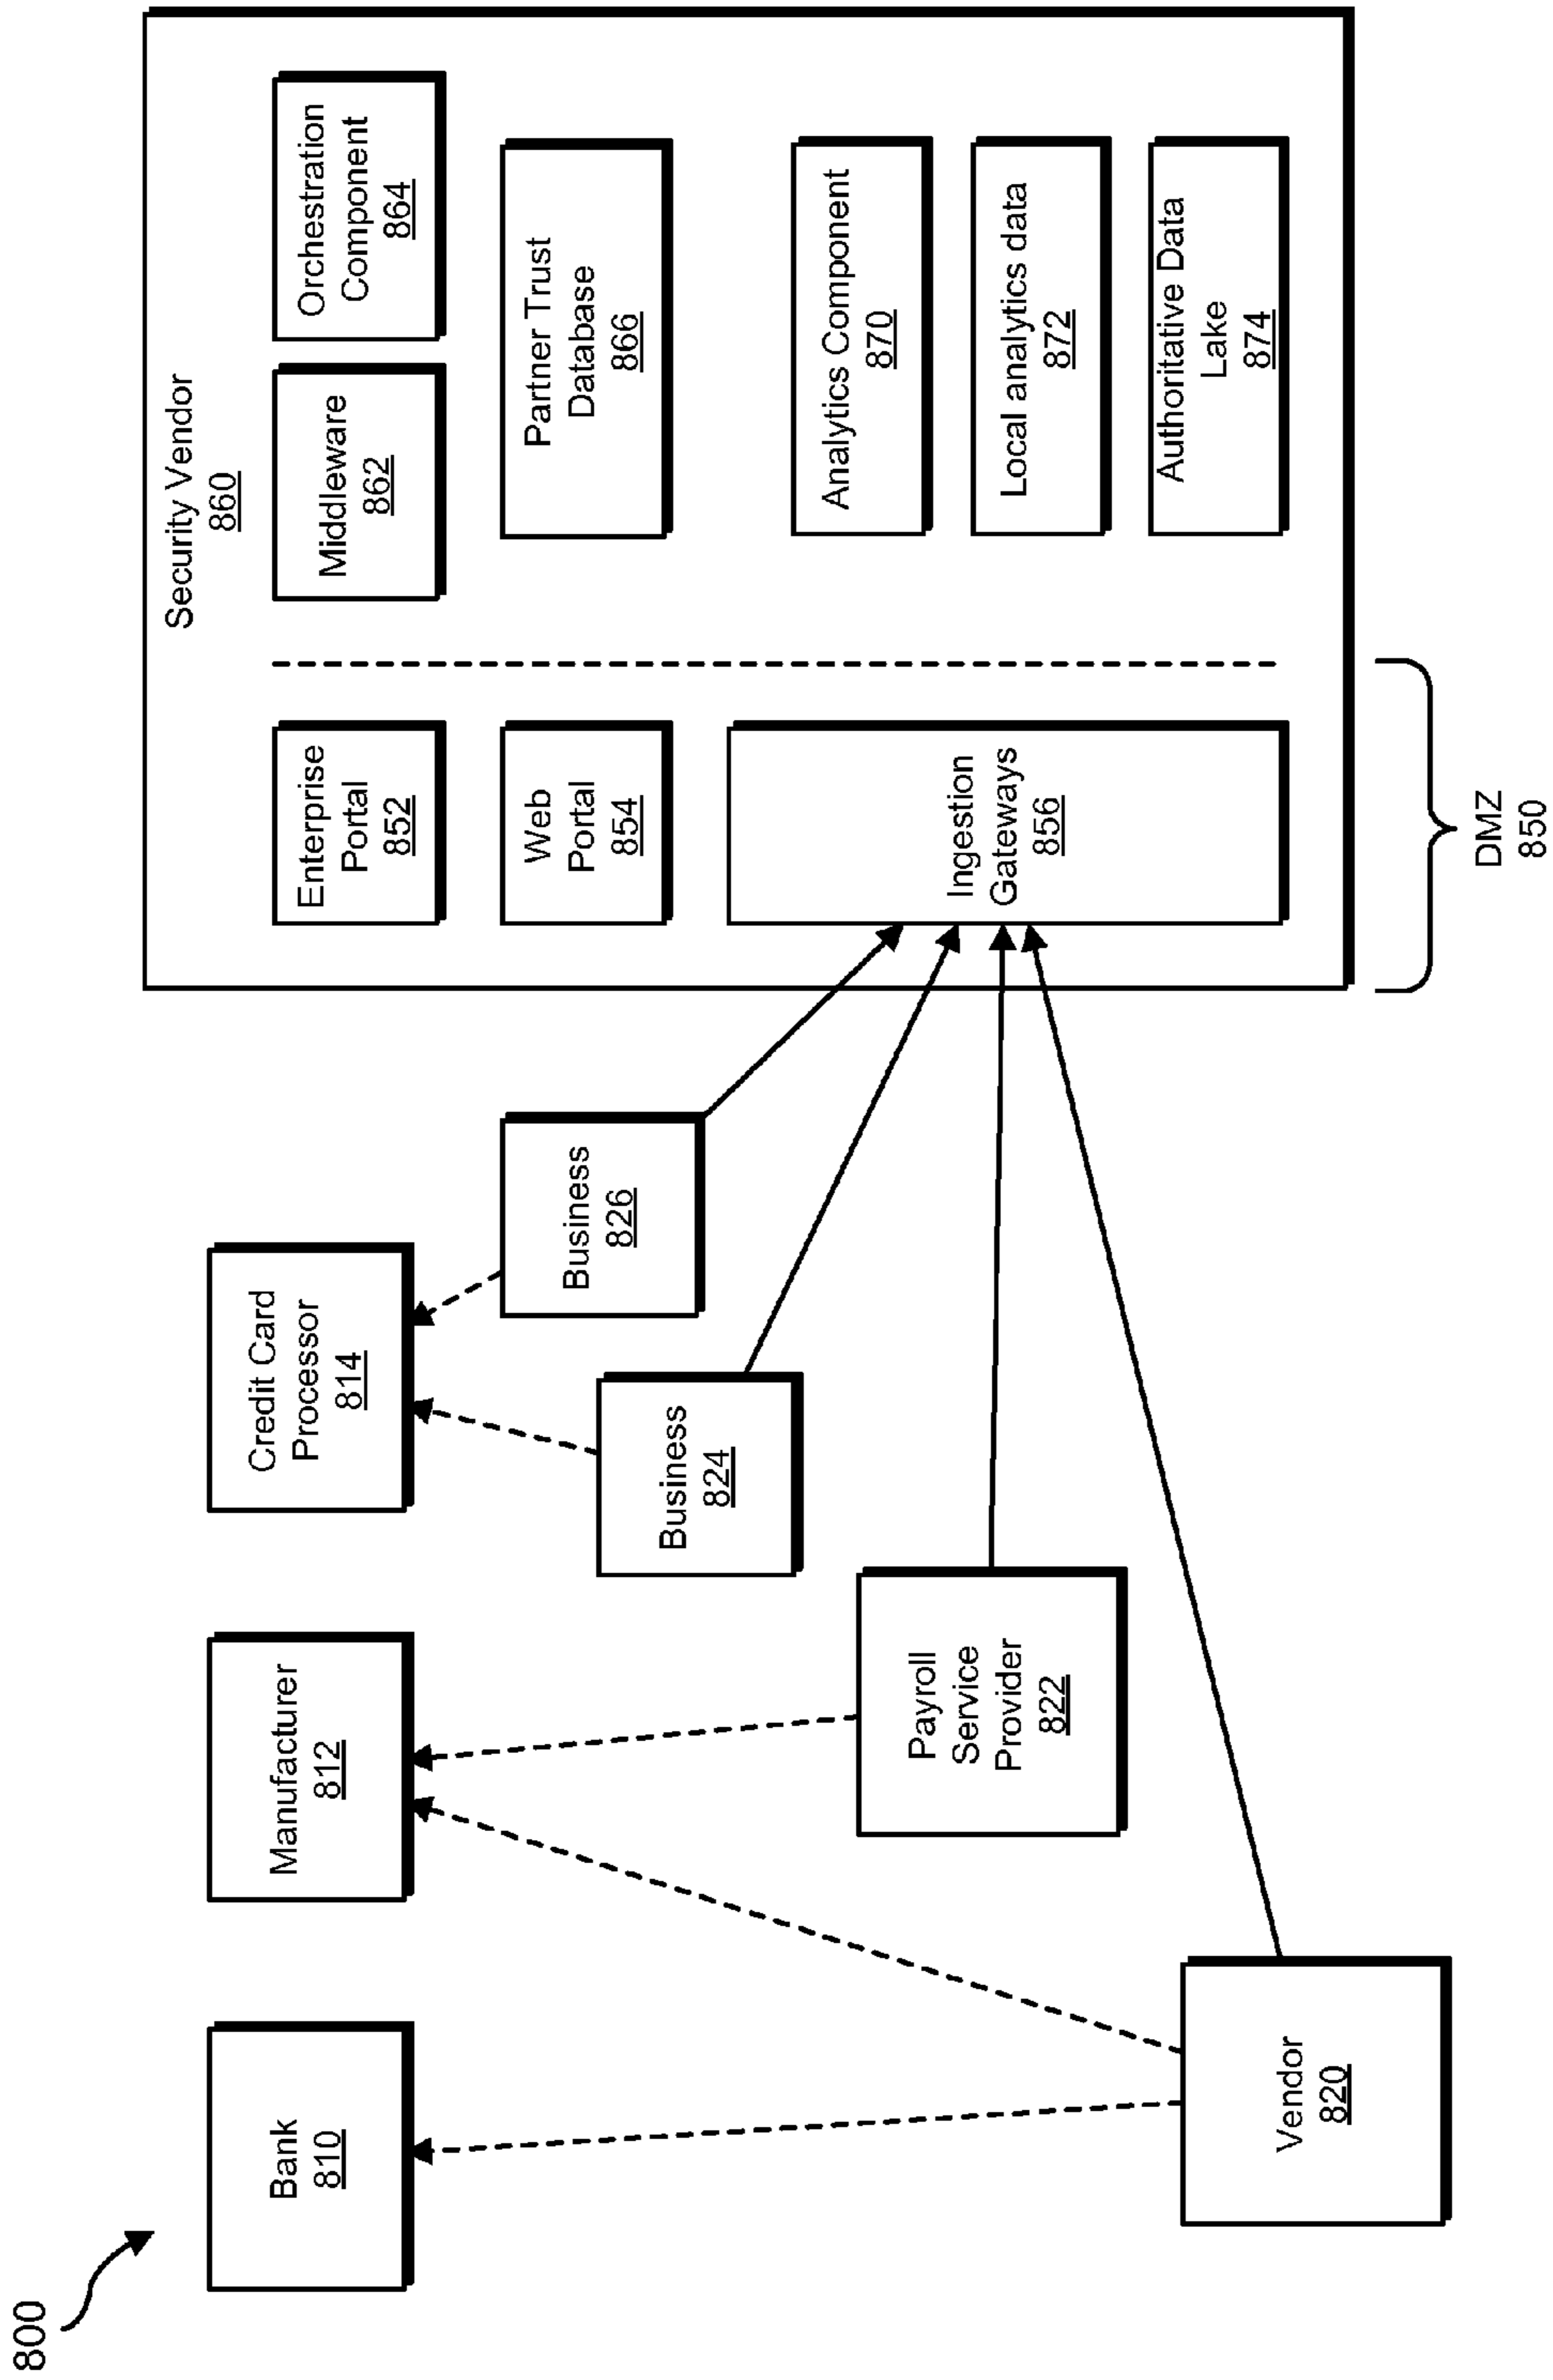 800
Bank
810
Manufacturer
812
Credit Card
Processor
814
Vendor
820
Payroll
Service
Provider
822
Business
824
Business
826
Security Vendor
860
Enterprise
Portal
852
Middleware
862
Orchestration
Component
864
Web
Portal
854
Partner Trust
Database
866
Ingestion
Gateways
856
Analytics Component
870
Local analytics data
872
Authoritative Data
Lake
874
DMZ
850